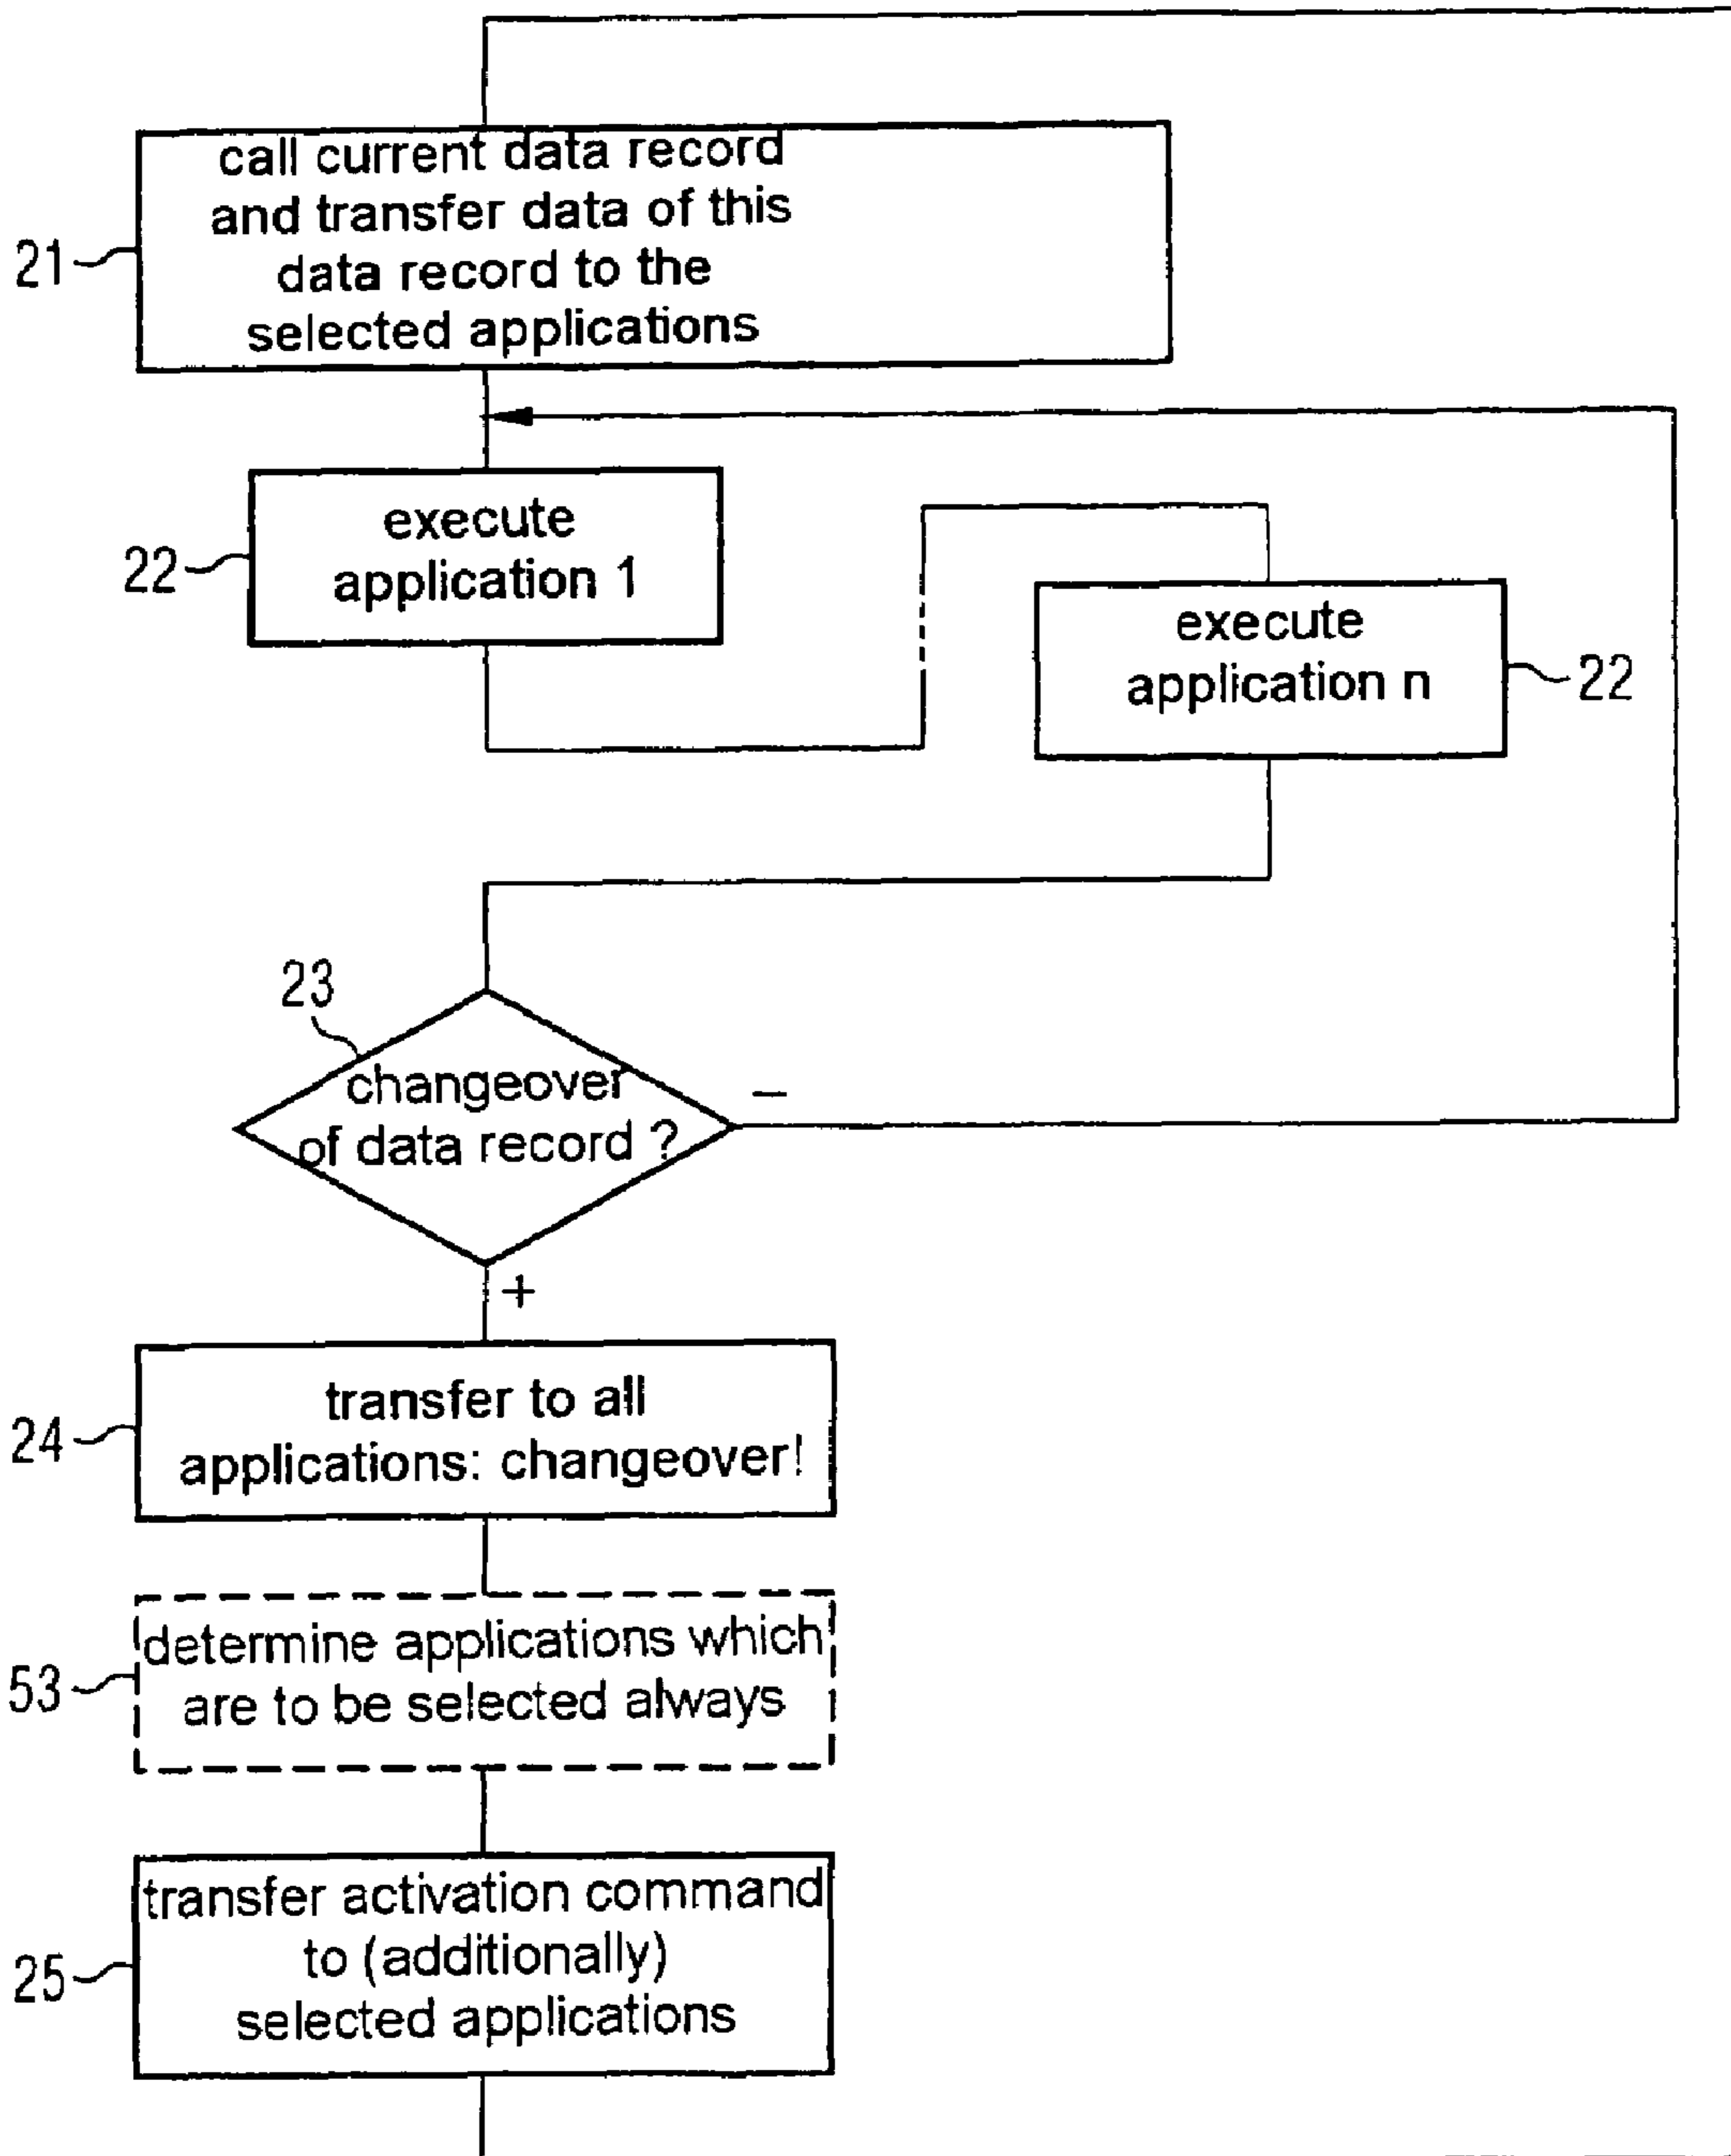 call current data record
and transfer data of this
data record to the
selected applications
21
execute
application 1
22
execute
application n
22
23
changeover
of data record ?
–
+
transfer to all
applications: changeover!
24
determine applications which
are to be selected always
53
transfer activation command
to (additionally)
selected applications
25